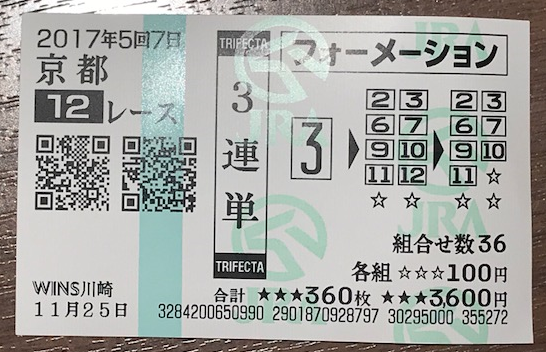 2017年5回7日
京都
12レース
WINS川崎
11月25日
TRIFECTA
3連単
TRIFECTA
フォーメーション
3▶
2 3
6 7
9 10
11 12
☆ ☆
▶
2 3
6 7
9 10
11 ☆
☆ ☆
組合せ数36
各組 ☆☆☆100円
合計 ★★★360枚 ★★★3,600円
3284200650990 2901870928797 30295000 355272
JRA
JRA
JRA